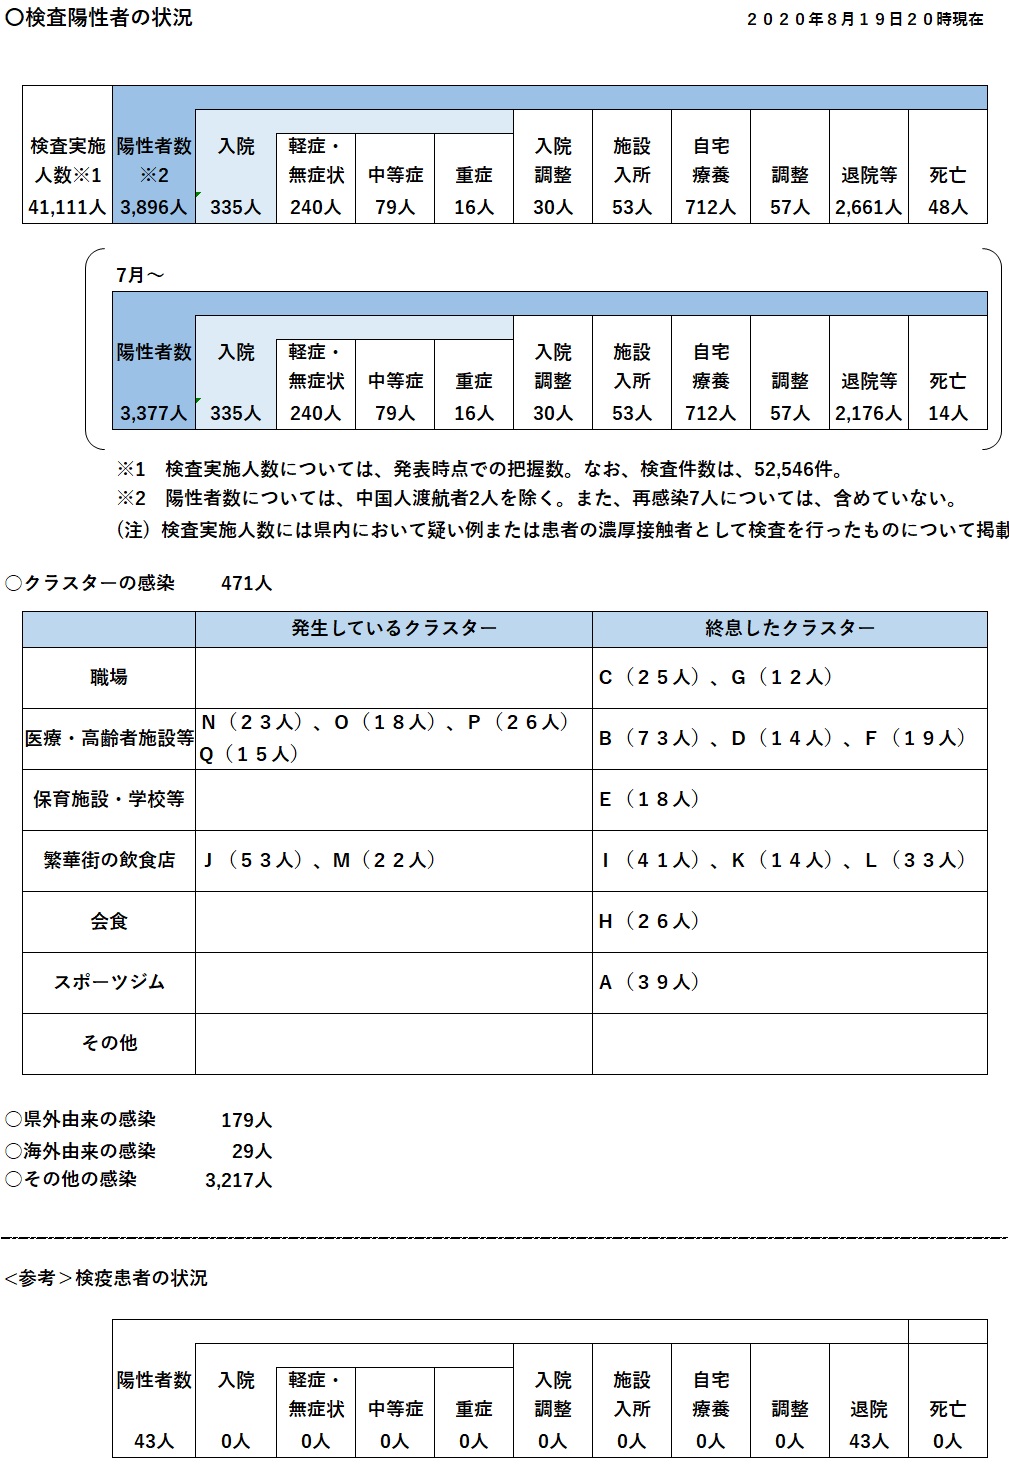 〇検査陽性者の状況
２０２０年８月１９日２０時現在
検査実施人数※1 陽性者数※2 入院 軽症・無症状 中等症 重症 入院調整 施設入所 自宅療養 調整 退院等 死亡
41,111人 3,896人 335人 240人 79人 16人 30人 53人 712人 57人 2,661人 48人
7月～
陽性者数 入院 軽症・無症状 中等症 重症 入院調整 施設入所 自宅療養 調整 退院等 死亡
3,377人 335人 240人 79人 16人 30人 53人 712人 57人 2,176人 14人
※1　検査実施人数については、発表時点での把握数。なお、検査件数は、52,546件。
※2　陽性者数については、中国人渡航者2人を除く。また、再感染7人については、含めていない。
（注）検査実施人数には県内において疑い例または患者の濃厚接触者として検査を行ったものについて掲載
〇クラスターの感染 471人
発生しているクラスター 終息したクラスター
職場 Ｃ（２５人）、Ｇ（１２人）
医療・高齢者施設等 Ｎ（２３人）、Ｏ（１８人）、Ｐ（２６人） Ｂ（７３人）、Ｄ（１４人）、Ｆ（１９人）
Ｑ（１５人）
保育施設・学校等 Ｅ（１８人）
繁華街の飲食店 Ｊ（５３人）、Ｍ（２２人） Ｉ（４１人）、Ｋ（１４人）、Ｌ（３３人）
会食 Ｈ（２６人）
スポーツジム Ａ（３９人）
その他
〇県外由来の感染 179人
〇海外由来の感染 29人
〇その他の感染 3,217人
＜参考＞検疫患者の状況
陽性者数 入院 軽症・無症状 中等症 重症 入院調整 施設入所 自宅療養 調整 退院 死亡
43人 0人 0人 0人 0人 0人 0人 0人 0人 43人 0人